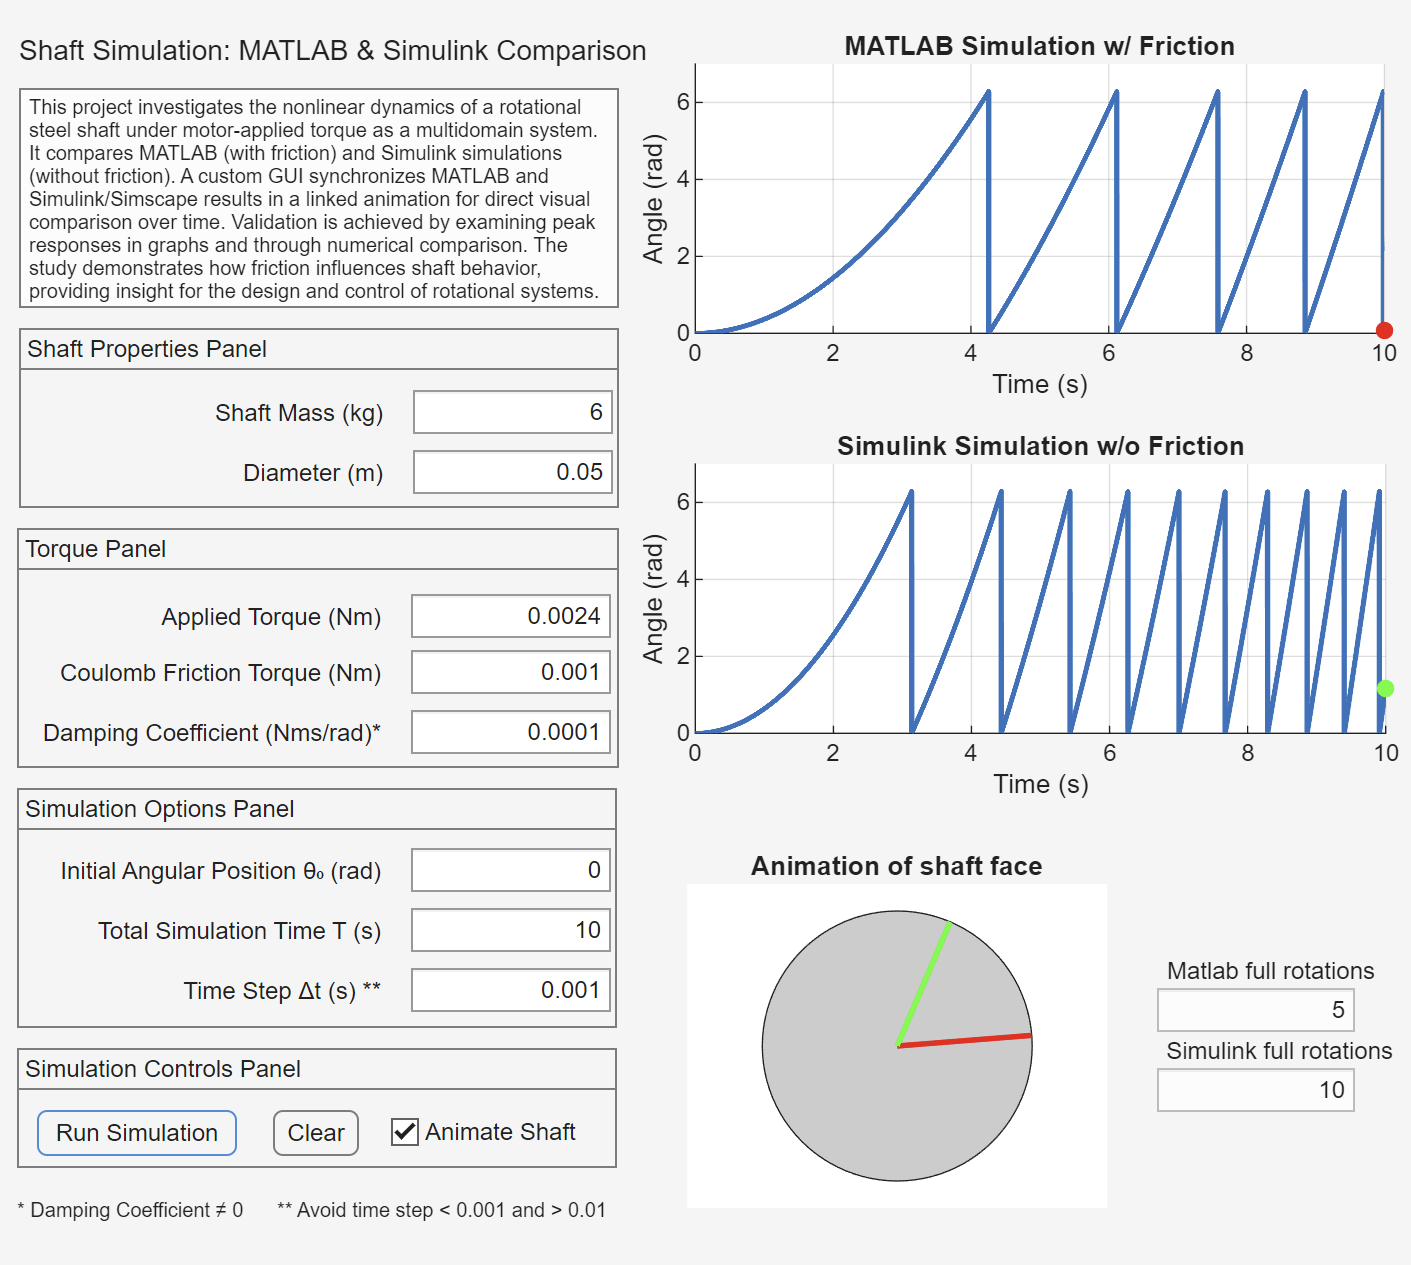 Shaft Simulation: MATLAB & Simulink Comparison
This project investigates the nonlinear dynamics of a rotational
steel shaft under motor-applied torque as a multidomain system.
It compares MATLAB (with friction) and Simulink simulations
(without friction). A custom GUI synchronizes MATLAB and
Simulink/Simscape results in a linked animation for direct visual
comparison over time. Validation is achieved by examining peak
responses in graphs and through numerical comparison. The
study demonstrates how friction influences shaft behavior,
providing insight for the design and control of rotational systems.
Shaft Properties Panel
Shaft Mass (kg) 6
Diameter (m) 0.05
Torque Panel
Applied Torque (Nm) 0.0024
Coulomb Friction Torque (Nm) 0.001
Damping Coefficient (Nms/rad)* 0.0001
Simulation Options Panel
Initial Angular Position θ₀ (rad) 0
Total Simulation Time T (s) 10
Time Step Δt (s) ** 0.001
Simulation Controls Panel
Run Simulation Clear Animate Shaft
* Damping Coefficient ≠ 0 ** Avoid time step < 0.001 and > 0.01
MATLAB Simulation w/ Friction
Angle (rad)
6
4
2
0
0 2 4 6 8 10
Time (s)
Simulink Simulation w/o Friction
Angle (rad)
6
4
2
0
0 2 4 6 8 10
Time (s)
Animation of shaft face
Matlab full rotations
5
Simulink full rotations
10